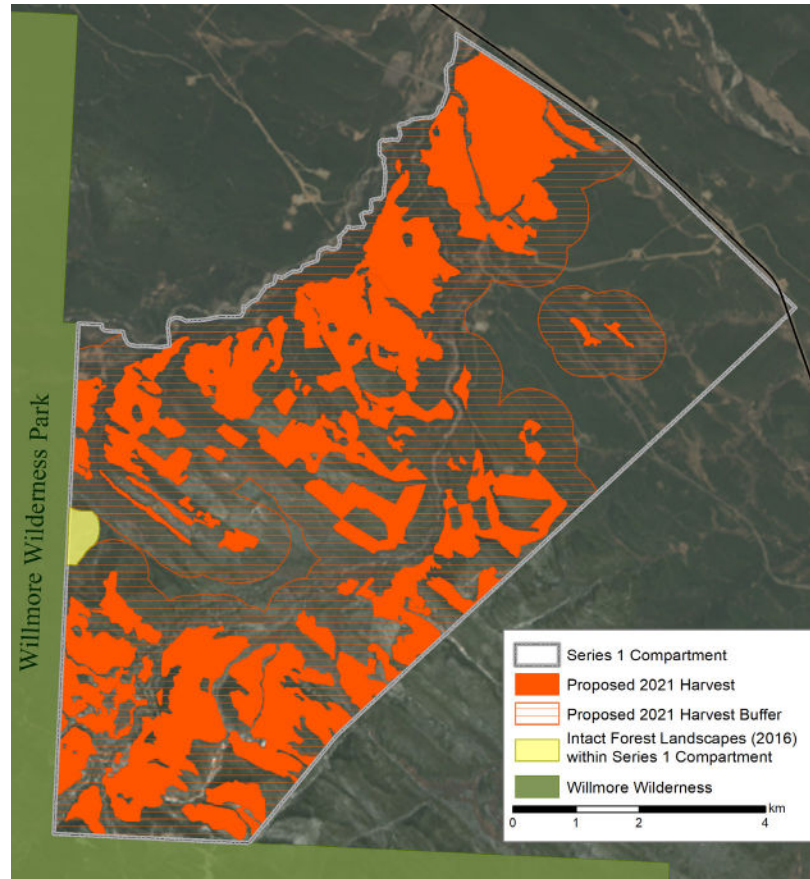 Willmore Wilderness Park
Series 1 Compartment
Proposed 2021 Harvest
Proposed 2021 Harvest Buffer
Intact Forest Landscapes (2016)
within Series 1 Compartment
Willmore Wilderness
km
0 1 2 4